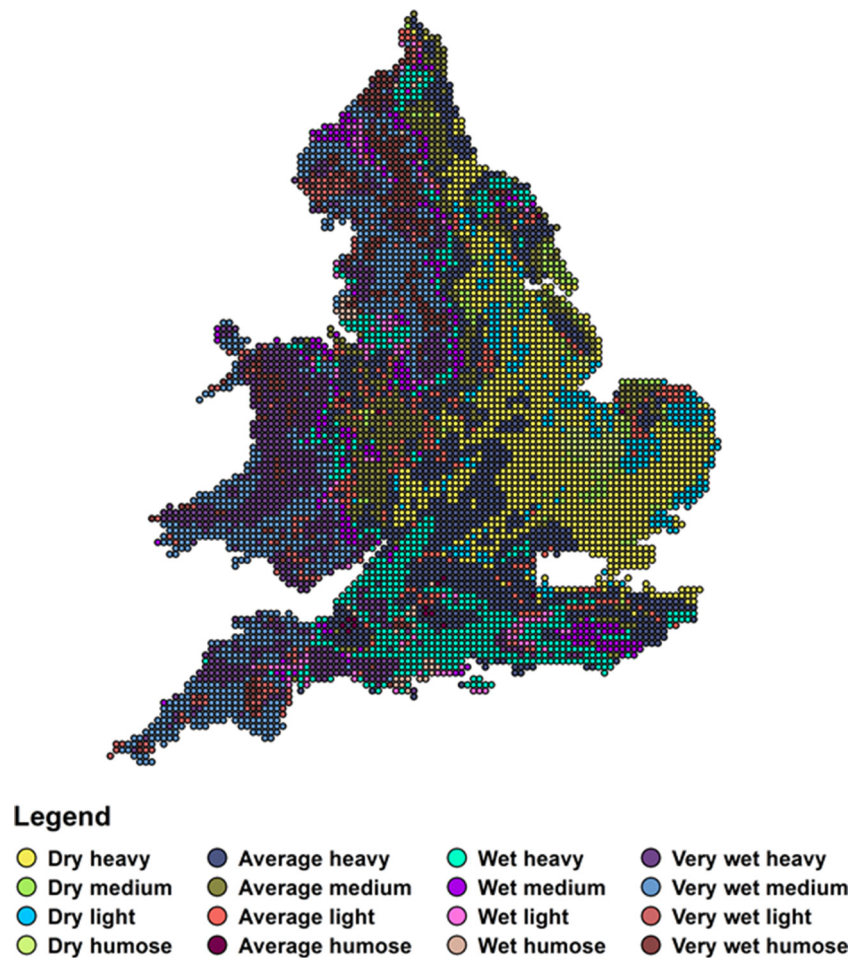 Legend
Dry heavy Average heavy Wet heavy Very wet heavy
Dry medium Average medium Wet medium Very wet medium
Dry light Average light Wet light Very wet light
Dry humose Average humose Wet humose Very wet humose